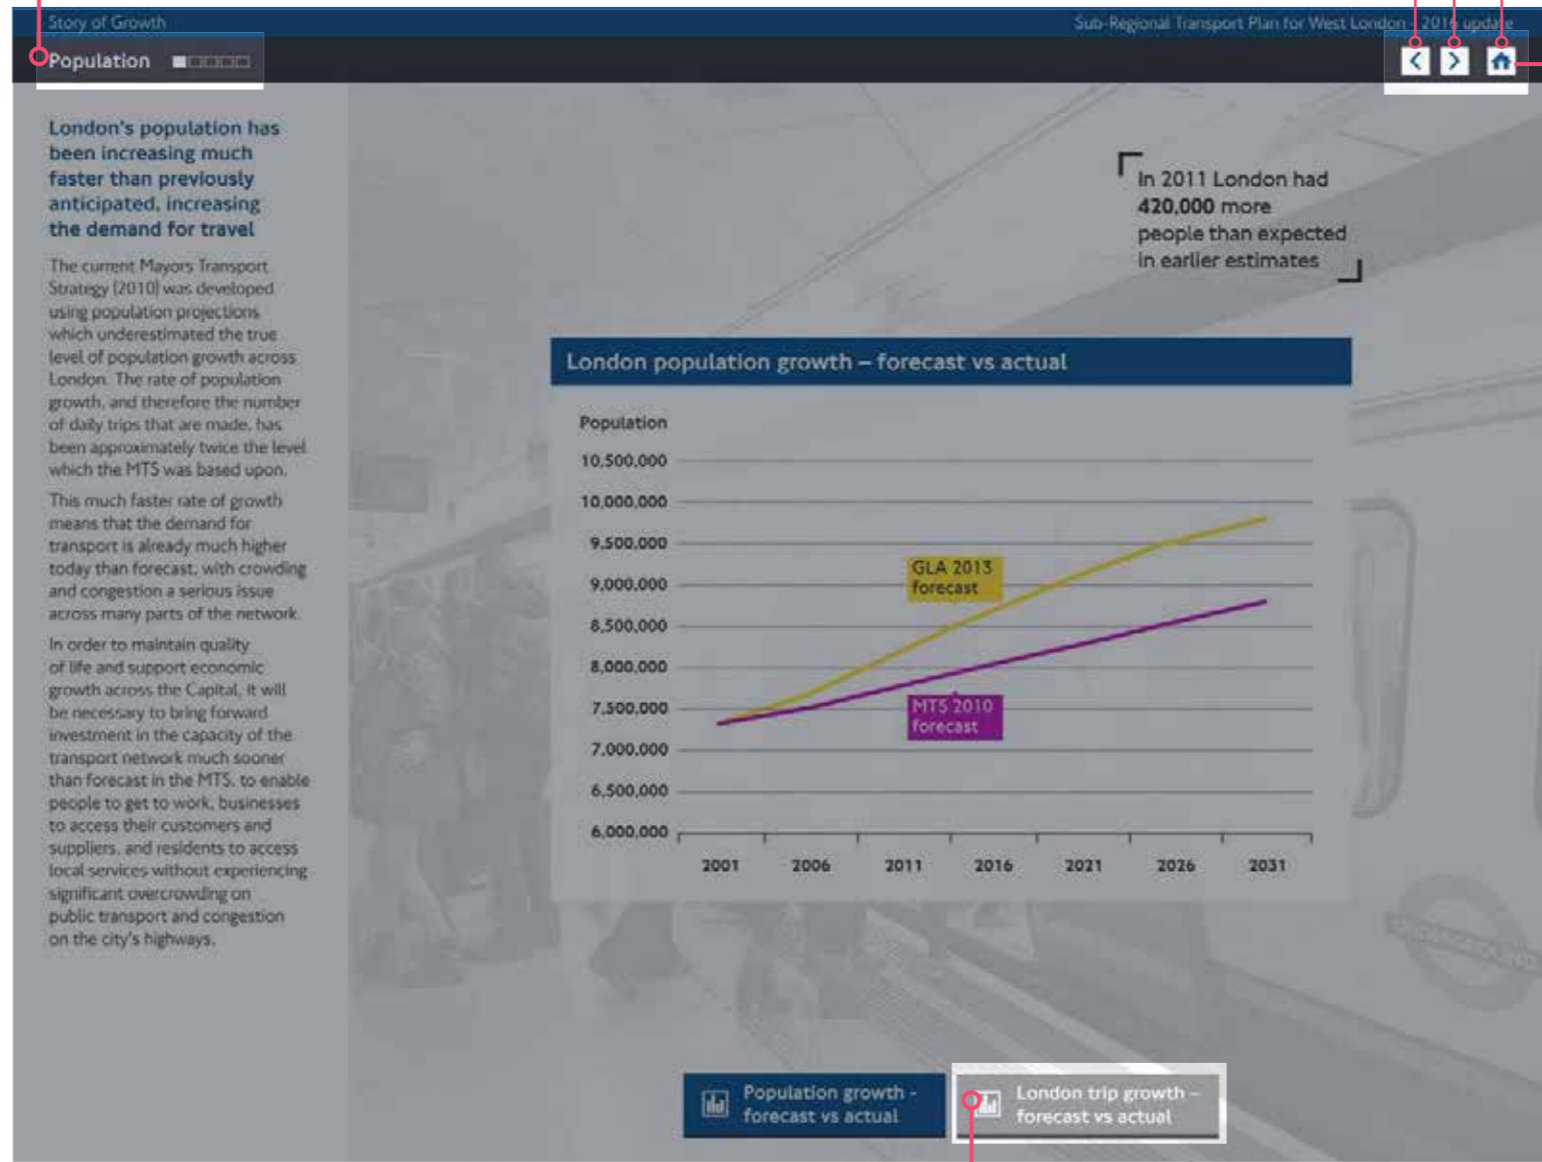 Story of Growth
Sub-Regional Transport Plan for West London - 2016 update
Population
London's population has
been increasing much
faster than previously
anticipated, increasing
the demand for travel
The current Mayors Transport
Strategy (2010) was developed
using population projections
which underestimated the true
level of population growth across
London. The rate of population
growth, and therefore the number
of daily trips that are made, has
been approximately twice the level
which the MTS was based upon.
This much faster rate of growth
means that the demand for
transport is already much higher
today than forecast, with crowding
and congestion a serious issue
across many parts of the network.
In order to maintain quality
of life and support economic
growth across the Capital, it will
be necessary to bring forward
investment in the capacity of the
transport network much sooner
than forecast in the MTS, to enable
people to get to work, businesses
to access their customers and
suppliers, and residents to access
local services without experiencing
significant overcrowding on
public transport and congestion
on the city's highways.
In 2011 London had
420,000 more
people than expected
in earlier estimates
London population growth – forecast vs actual
Population
10,500,000
10,000,000
9,500,000
9,000,000
8,500,000
8,000,000
7,500,000
7,000,000
6,500,000
6,000,000
GLA 2013
forecast
MTS 2010
forecast
2001 2006 2011 2016 2021 2026 2031
UNDERGROUND
Population growth -
forecast vs actual
London trip growth –
forecast vs actual